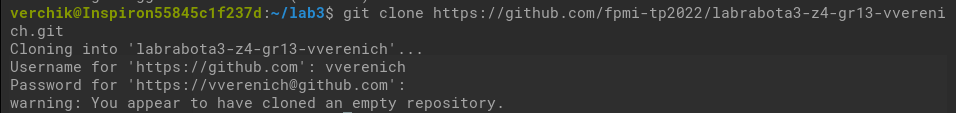 verchik@Inspiron55845c1f237d:~/lab3$ git clone https://github.com/fpmi-tp2022/labrabota3-z4-gr13-vvereni
ch.git
Cloning into 'labrabota3-z4-gr13-vverenich'...
Username for 'https://github.com': vverenich
Password for 'https://vverenich@github.com':
warning: You appear to have cloned an empty repository.